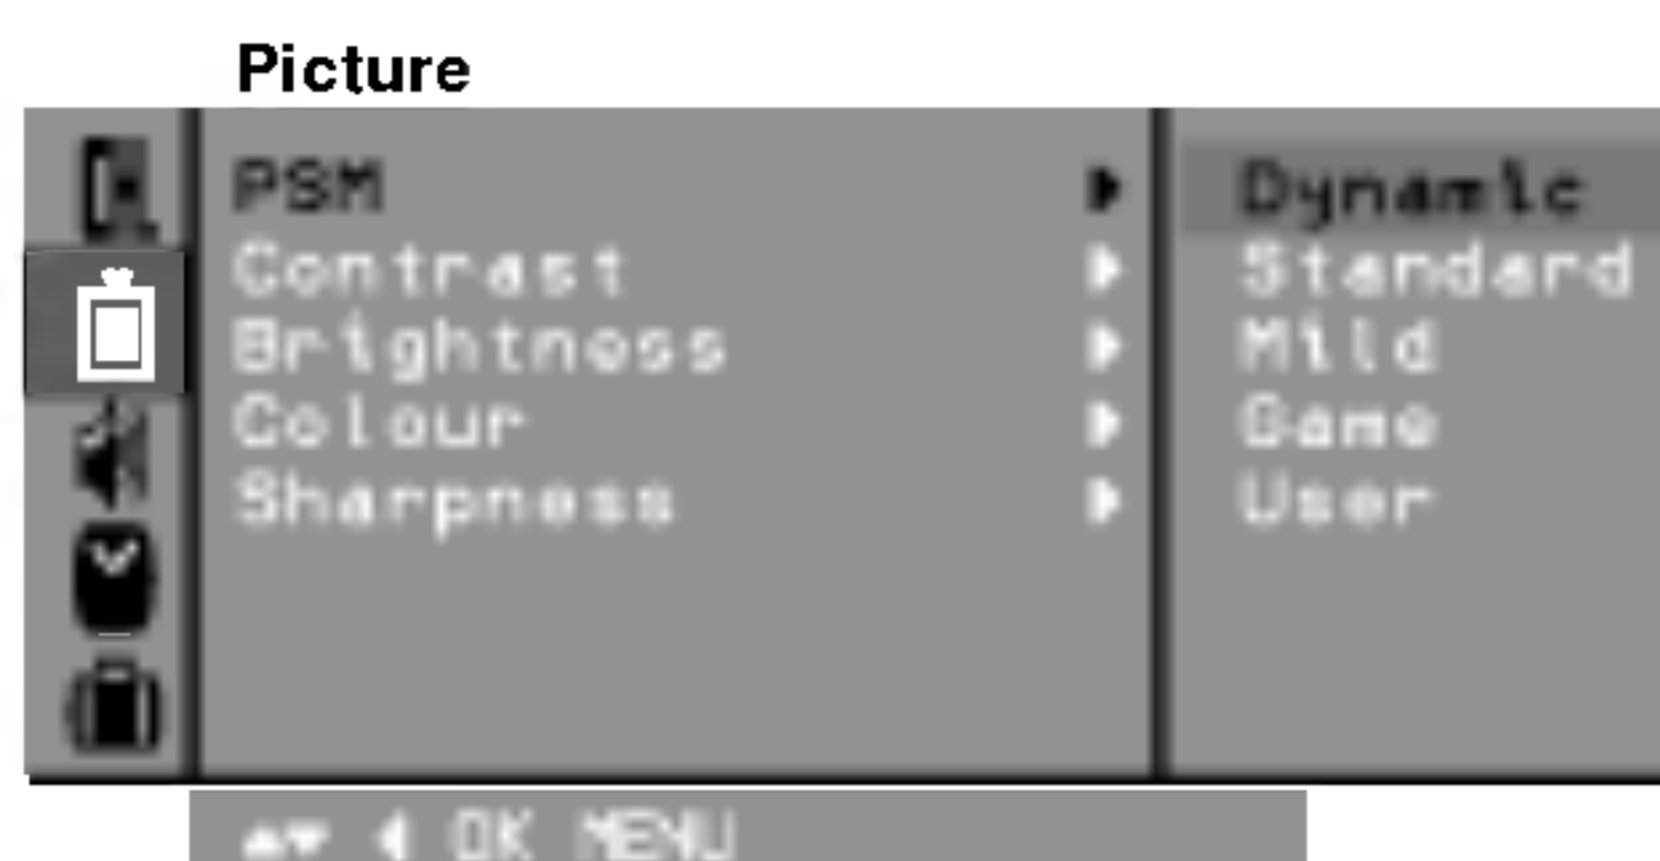 Picture
PSM ▶ Dynamic
Contrast ▶ Standard
Brightness ▶ Mild
Colour ▶ Game
Sharpness ▶ User
▲▼ ◀ OK MENU